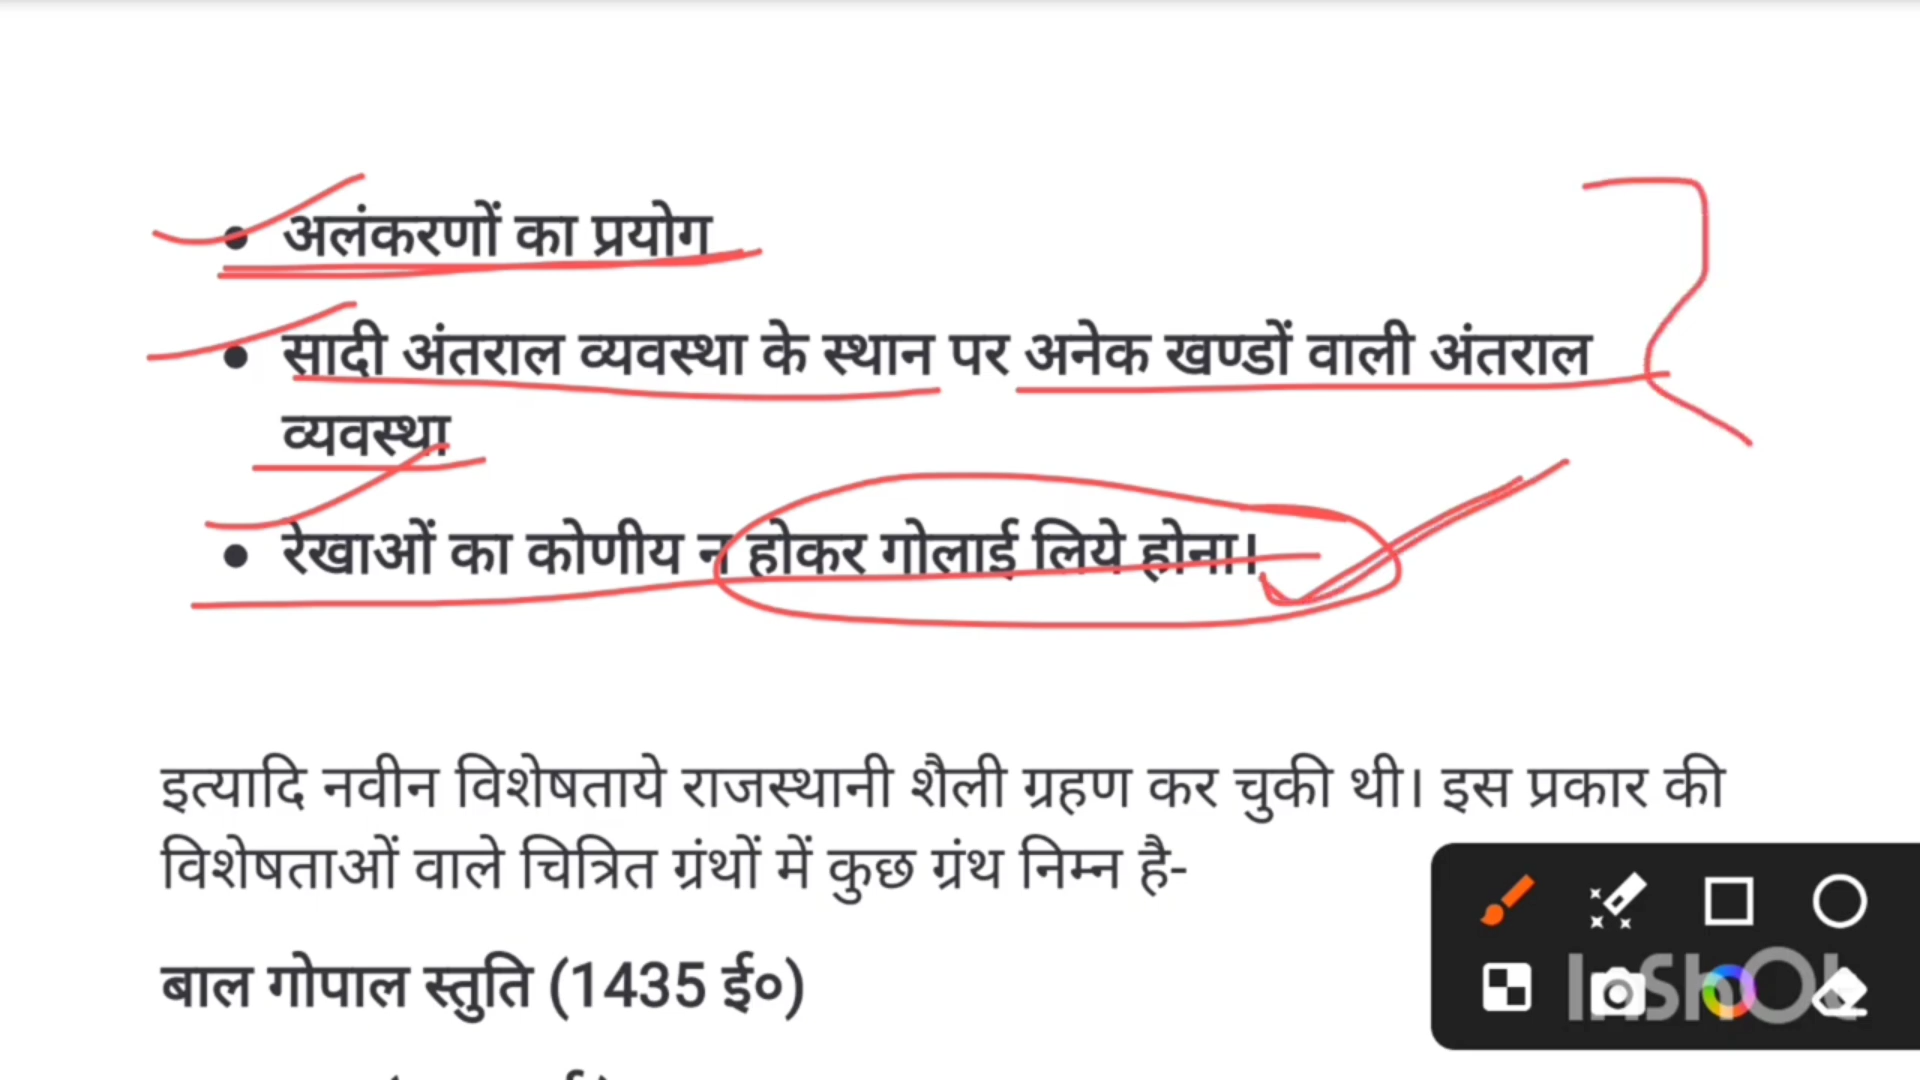 • अलंकरणों का प्रयोग
• सादी अंतराल व्यवस्था के स्थान पर अनेक खण्डों वाली अंतराल
व्यवस्था
• रेखाओं का कोणीय न होकर गोलाई लिये होना।
इत्यादि नवीन विशेषताये राजस्थानी शैली ग्रहण कर चुकी थी। इस प्रकार की
विशेषताओं वाले चित्रित ग्रंथों में कुछ ग्रंथ निम्न है-
बाल गोपाल स्तुति (1435 ई०)
InShOt